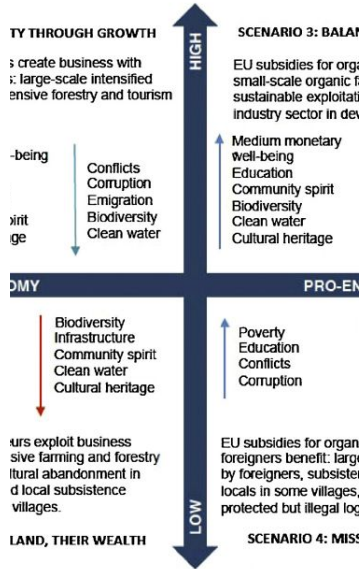 TY THROUGH GROWTH
s create business with
s: large-scale intensified
ensive forestry and tourism
-being
pirit
ge
Conflicts
Corruption
Emigration
Biodiversity
Clean water
HIGH
SCENARIO 3: BALAN
EU subsidies for orga
small-scale organic fa
sustainable exploitati
industry sector in dev
Medium monetary
well-being
Education
Community spirit
Biodiversity
Clean water
Cultural heritage
OMY
PRO-EN
Biodiversity
Infrastructure
Community spirit
Clean water
Cultural heritage
Poverty
Education
Conflicts
Corruption
eurs exploit business
sive farming and forestry
ltural abandonment in
d local subsistence
villages.
LAND, THEIR WEALTH
LOW
EU subsidies for organ
foreigners benefit: large
by foreigners, subsisten
locals in some villages,
protected but illegal log
SCENARIO 4: MISS